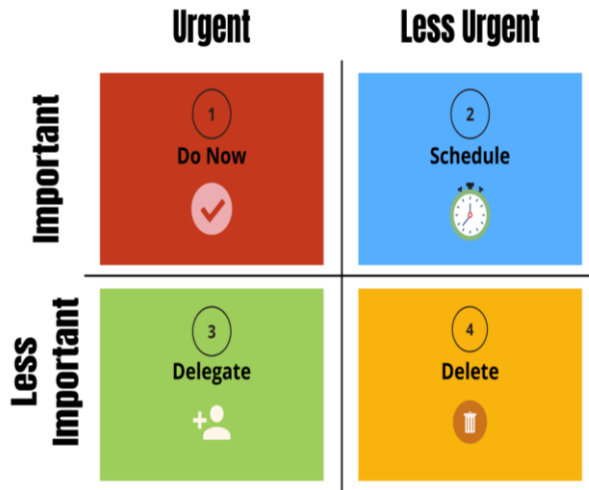 Urgent
Less Urgent
Important
1
Do Now
2
Schedule
Less
Important
3
Delegate
4
Delete